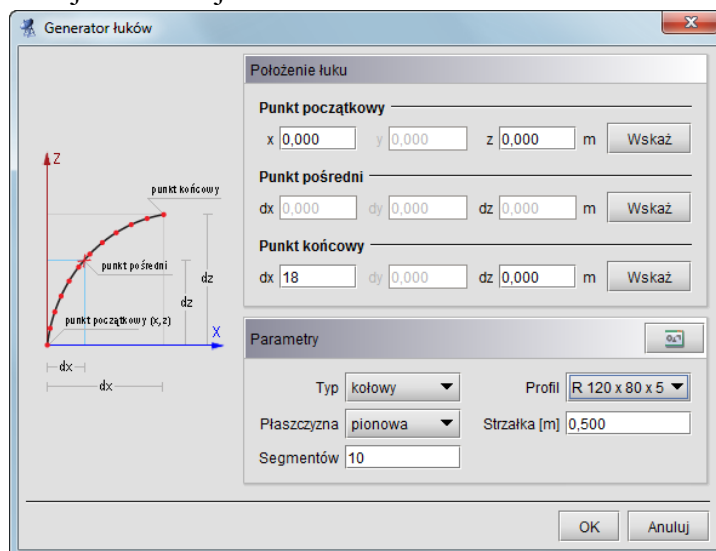 Generator łuków
Położenie łuku
Punkt początkowy
x 0,000 y 0,000 z 0,000 m Wskaż
Punkt pośredni
dx 0,000 dy 0,000 dz 0,000 m Wskaż
Punkt końcowy
dx 18 dy 0,000 dz 0,000 m Wskaż
Z
punkt końcowy
punkt pośredni
dz
dz
punkt początkowy (x, z)
X
dx
dx
Parametry
Typ kołowy Profil R 120 x 80 x 5
Płaszczyzna pionowa Strzałka [m] 0,500
Segmentów 10
OK Anuluj